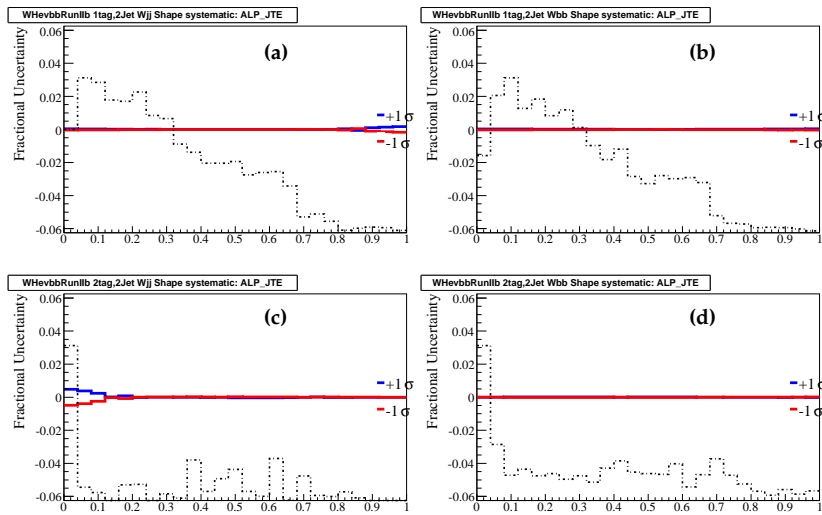 WHevbbRunIIb 1tag,2Jet Wjj Shape systematic: ALP_JTE
Fractional Uncertainty
0.06
0.04
0.02
0
-0.02
-0.04
-0.06
(a)
+1 σ
-1 σ
0 0.1 0.2 0.3 0.4 0.5 0.6 0.7 0.8 0.9 1
WHevbbRunIIb 1tag,2Jet Wbb Shape systematic: ALP_JTE
Fractional Uncertainty
0.06
0.04
0.02
0
-0.02
-0.04
-0.06
(b)
+1 σ
-1 σ
0 0.1 0.2 0.3 0.4 0.5 0.6 0.7 0.8 0.9 1
WHevbbRunIIb 2tag,2Jet Wjj Shape systematic: ALP_JTE
Fractional Uncertainty
0.06
0.04
0.02
0
-0.02
-0.04
-0.06
(c)
+1 σ
-1 σ
0 0.1 0.2 0.3 0.4 0.5 0.6 0.7 0.8 0.9 1
WHevbbRunIIb 2tag,2Jet Wbb Shape systematic: ALP_JTE
Fractional Uncertainty
0.06
0.04
0.02
0
-0.02
-0.04
-0.06
(d)
+1 σ
-1 σ
0 0.1 0.2 0.3 0.4 0.5 0.6 0.7 0.8 0.9 1